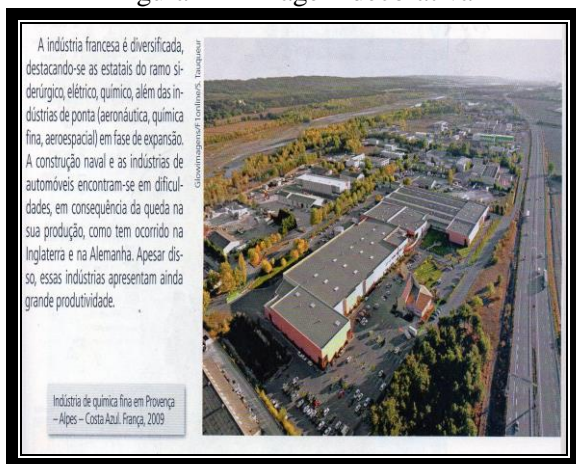 A indústria francesa é diversificada,
destacando-se as estatais do ramo si-
derúrgico, elétrico, químico, além das in-
dústrias de ponta (aeronáutica, química
fina, aeroespacial) em fase de expansão.
A construção naval e as indústrias de
automóveis encontram-se em dificul-
dades, em consequência da queda na
sua produção, como tem ocorrido na
Inglaterra e na Alemanha. Apesar dis-
so, essas indústrias apresentam ainda
grande produtividade.
Glowimagens/F1online/S. Tauqueur
Indústria de química fina em Provença
– Alpes – Costa Azul. França, 2009